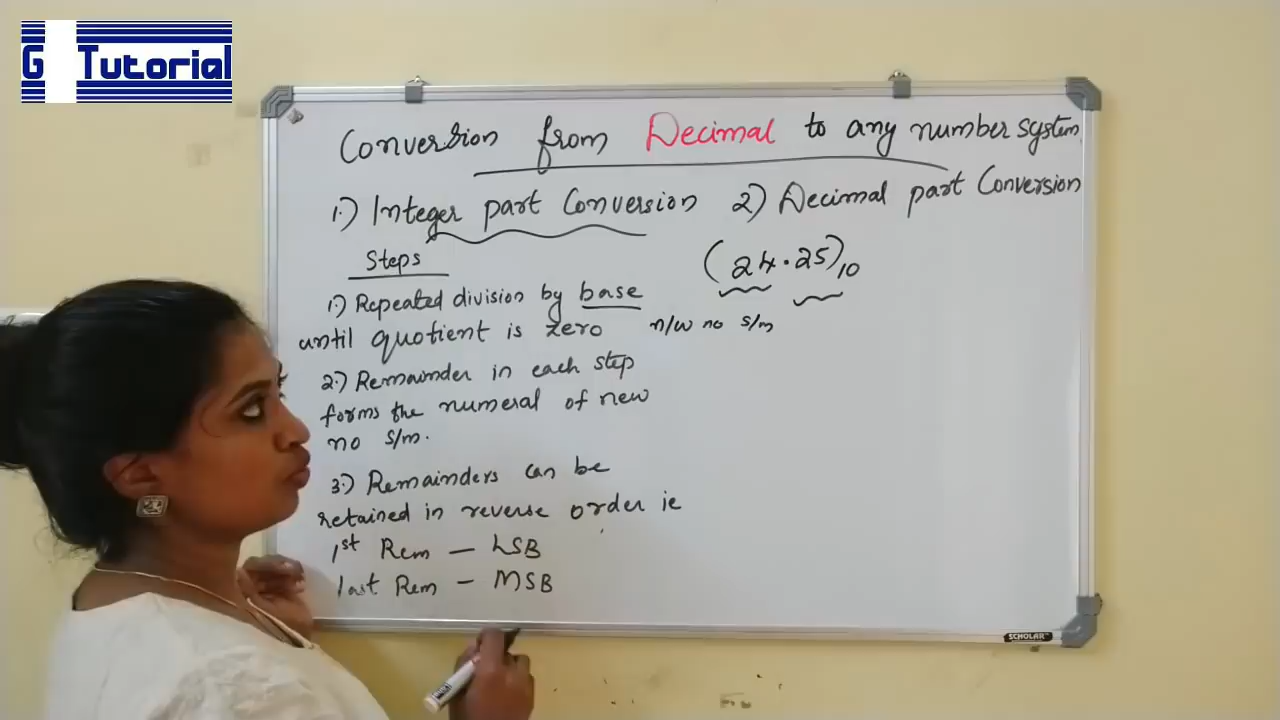 G Tutorial
Conversion from Decimal to any number system
1.) Integer part Conversion 2) Decimal part Conversion
Steps
(24.25)10
1.) Repeated division by base
until quotient is zero n/w no s/m
2.) Remainder in each step
forms the numeral of new
no s/m.
3.) Remainders can be
retained in reverse order ie
1st Rem - LSB
last Rem - MSB
SCHOLAR